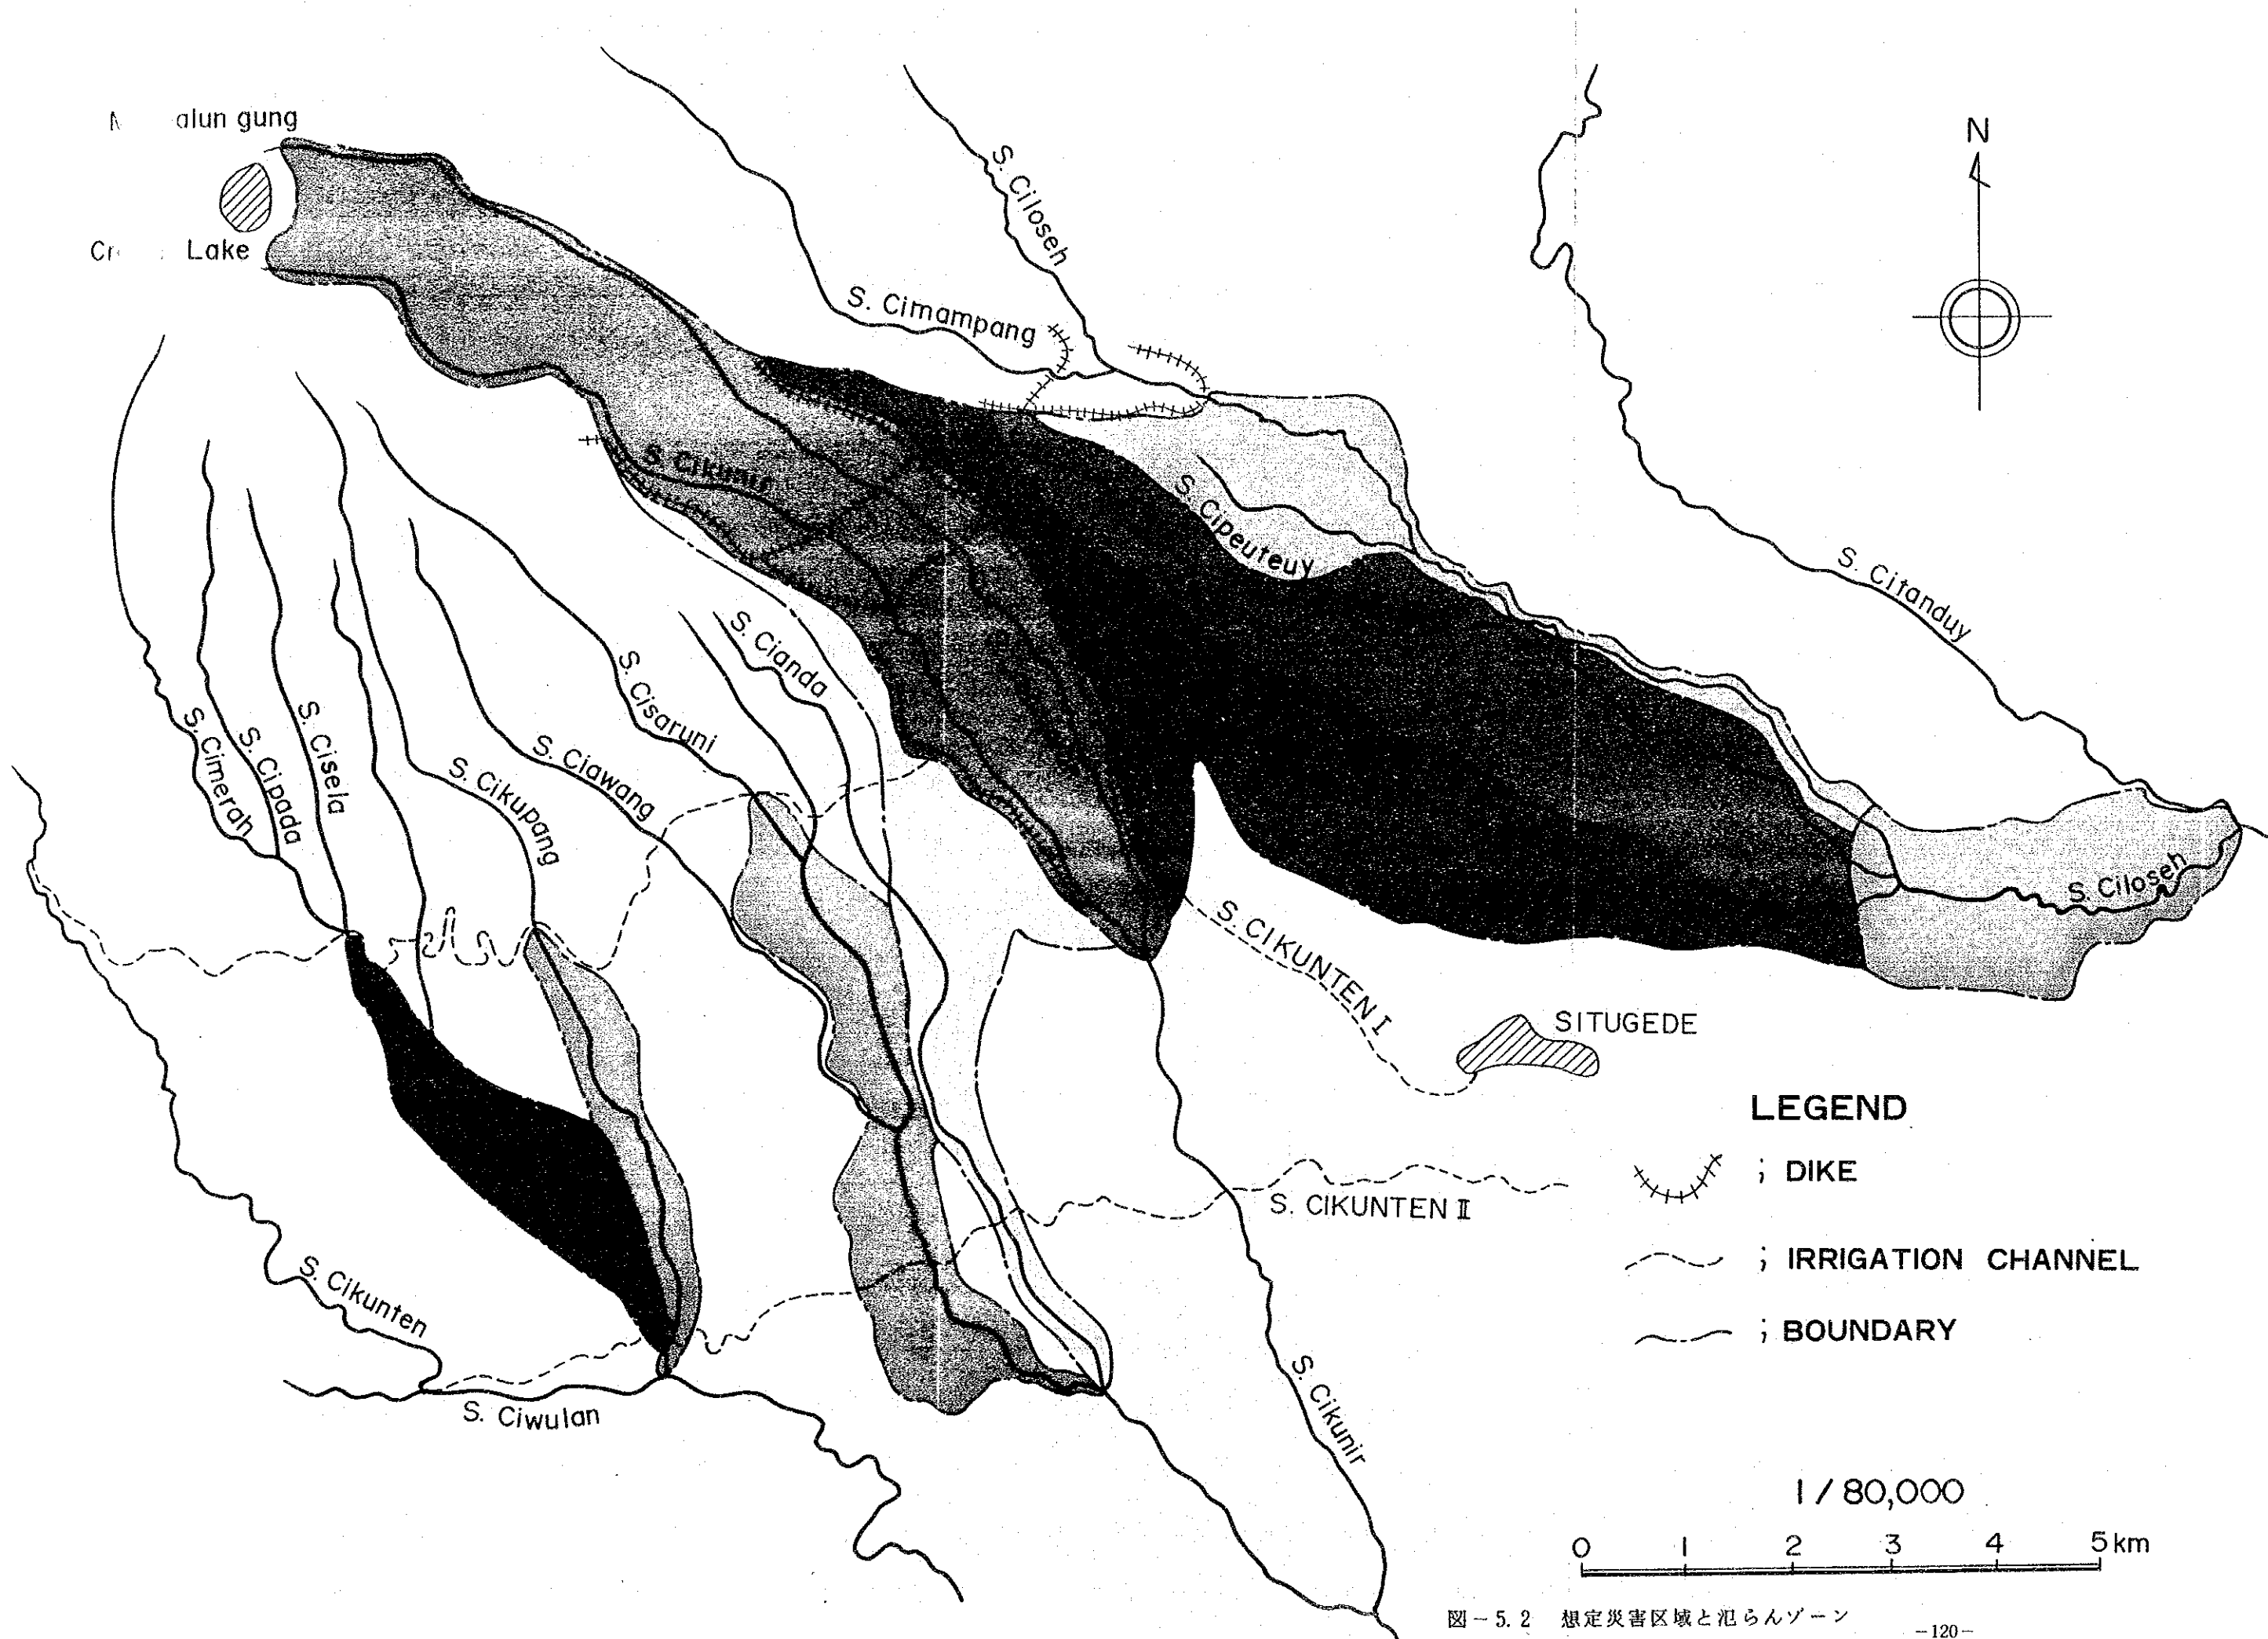 alun gung
Lake
S. Ciloseh
S. Cimampang
N
S. Cikunir
S. Cipeuteuy
S. Citanduy
S. Cianda
S. Cisaruni
S. Ciawang
S. Cikupang
S. Cisela
S. Cipada
S. Cimerah
S. Ciloseh
S. CIKUNTEN I
SITUGEDE
S. CIKUNTEN II
S. Cikunten
S. Ciwulan
S. Cikunir
LEGEND
; DIKE
; IRRIGATION CHANNEL
; BOUNDARY
1/80,000
0 1 2 3 4 5 km
図-5.2 想定災害区域と氾らんゾーン
-120-